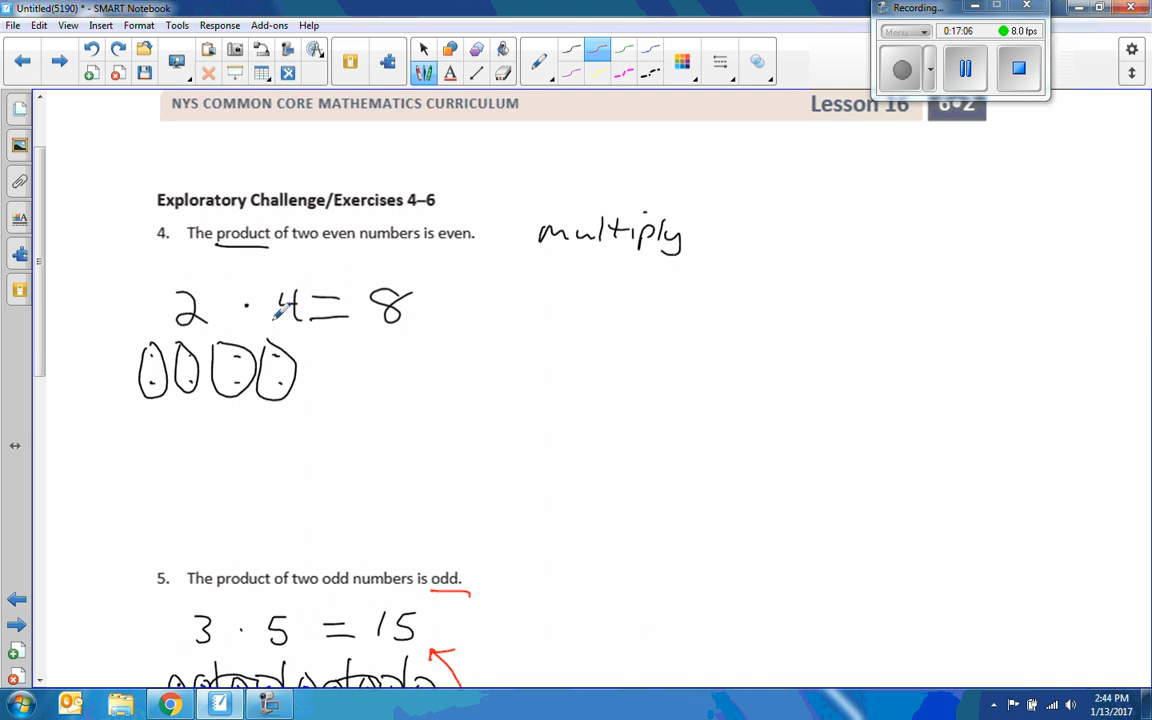 Untitled(5190) * - SMART Notebook
Recording...
File Edit View Insert Format Tools Response Add-ons Help
Menu 0:17:06 8.0 fps
NYS COMMON CORE MATHEMATICS CURRICULUM
Lesson 16 6•2
Exploratory Challenge/Exercises 4–6
4. The product of two even numbers is even.
multiply
2 · 4 = 8
5. The product of two odd numbers is odd.
3 · 5 = 15
2:44 PM
1/13/2017